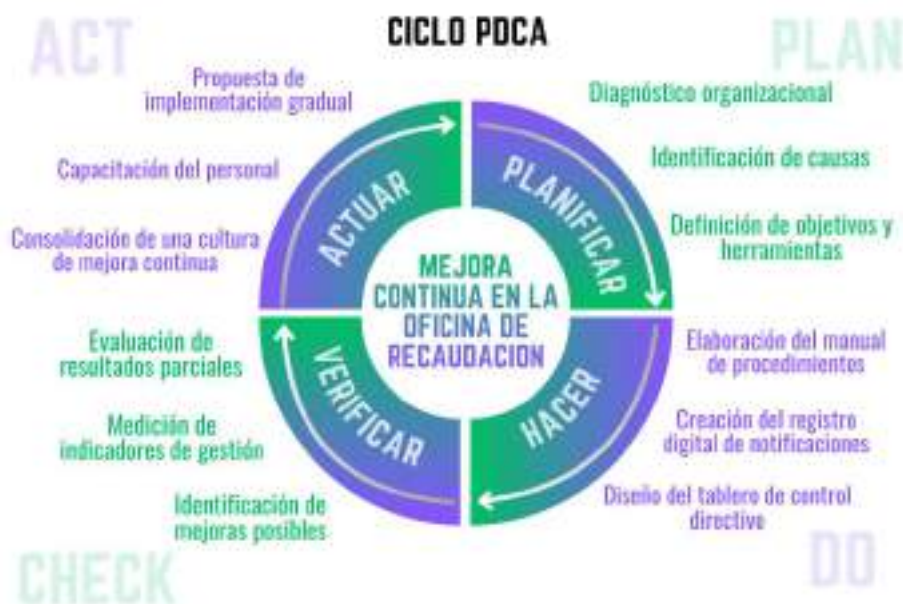 CICLO PDCA
ACT
PLAN
Propuesta de
implementación gradual
Capacitación del personal
Consolidación de una cultura
de mejora continua
Diagnóstico organizacional
Identificación de causas
Definición de objetivos y
herramientas
ACTUAR
PLANIFICAR
MEJORA
CONTINUA EN LA
OFICINA DE
RECAUDACION
VERIFICAR
HACER
Evaluación de
resultados parciales
Medición de
indicadores de gestión
Identificación de
mejoras posibles
Elaboración del manual
de procedimientos
Creación del registro
digital de notificaciones
Diseño del tablero de control
directivo
CHECK
DO